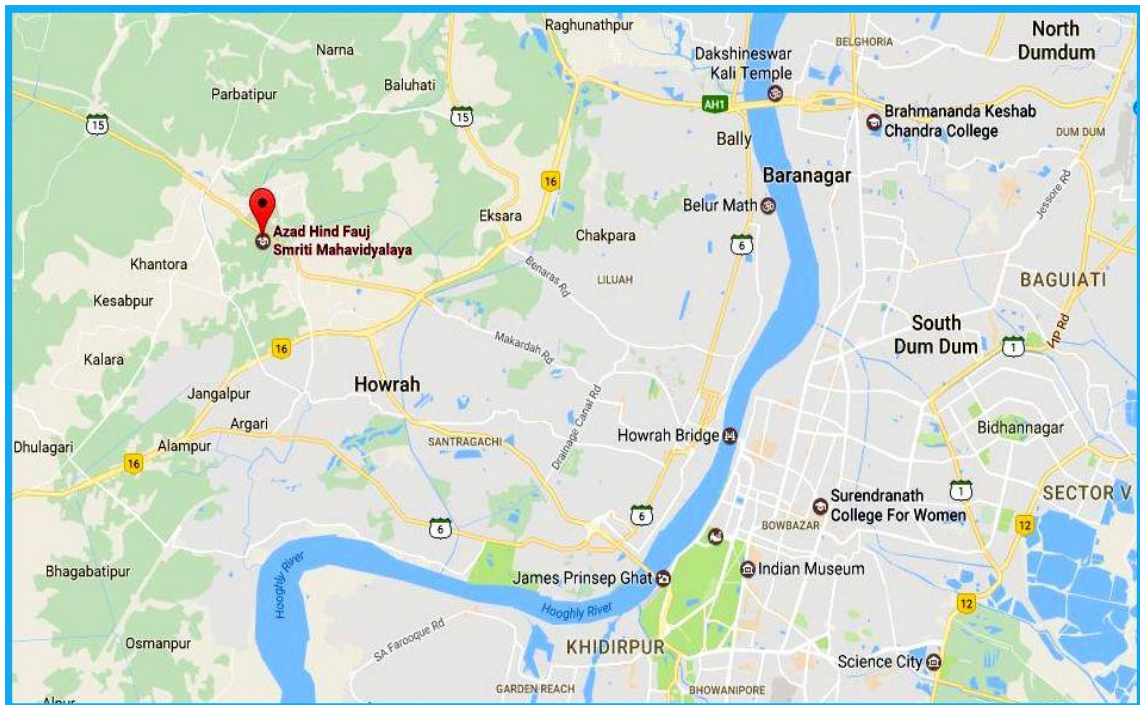 Raghunathpur
North
Dumdum
BELGHORIA
Narna
Dakshineswar
Kali Temple
Baluhati
Parbatipur
AH1
Brahmananda Keshab
Chandra College
15
15
Bally
DUM DUM
Baranagar
16
Jessore Rd
Belur Math
Azad Hind Fauj
Smriti Mahavidyalaya
Eksara
Chakpara
6
Khantora
Benaras Rd
LILUAH
BAGUIATI
Kesabpur
South
Dum Dum
VIP Rd
1
16
Makardah Rd
Kalara
Howrah
Jangalpur
Drainage Canal Rd
Argari
Bidhannagar
Howrah Bridge
SANTRAGACHI
Dhulagari
Alampur
16
1
SECTOR V
Surendranath
College For Women
6
6
BOWBAZAR
12
Bhagabatipur
James Prinsep Ghat
Indian Museum
Hooghly River
Hooghly River
12
SA Farooque Rd
Osmanpur
KHIDIRPUR
Science City
GARDEN REACH
BHOWANIPORE